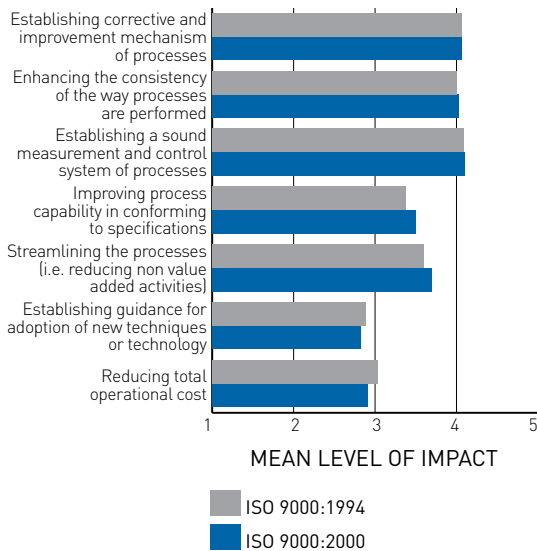 Establishing corrective and
improvement mechanism
of processes
Enhancing the consistency
of the way processes
are performed
Establishing a sound
measurement and control
system of processes
Improving process
capability in conforming
to specifications
Streamlining the processes
(i.e. reducing non value
added activities)
Establishing guidance for
adoption of new techniques
or technology
Reducing total
operational cost
1 2 3 4 5
MEAN LEVEL OF IMPACT
ISO 9000:1994
ISO 9000:2000